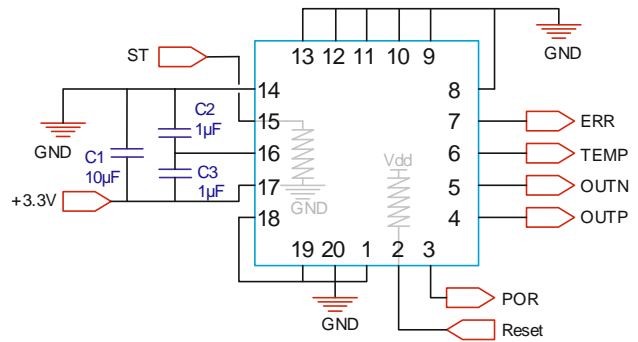 ST
13 12 11 10 9
GND
14
8
C2
1µF
15
7
ERR
GND
C1
10µF
16
Vdd
6
TEMP
C3
1µF
17
5
OUTN
+3.3V
GND
18
4
OUTP
19 20 1 2 3
GND
POR
Reset